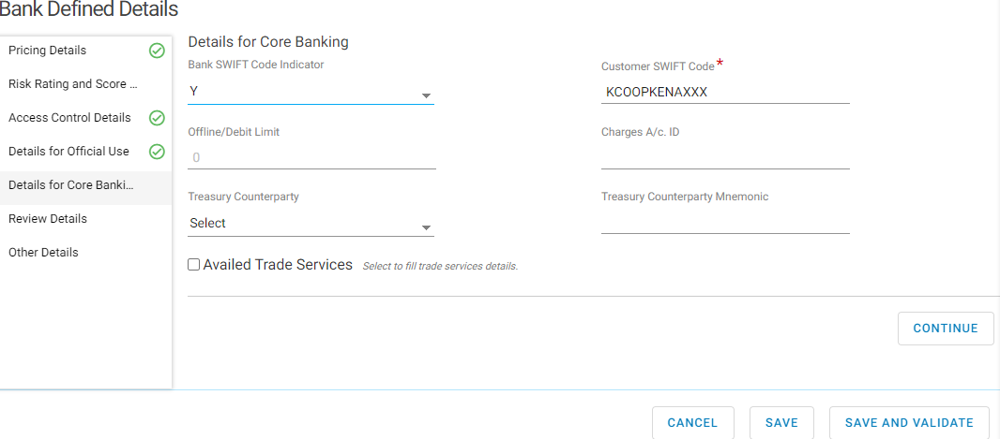 Bank Defined Details
Pricing Details
Risk Rating and Score ...
Access Control Details
Details for Official Use
Details for Core Banki...
Review Details
Other Details
Details for Core Banking
Bank SWIFT Code Indicator
Y
Customer SWIFT Code*
KCOOPKENAXXX
Offline/Debit Limit
0
Charges A/c. ID
Treasury Counterparty
Select
Treasury Counterparty Mnemonic
Availed Trade Services Select to fill trade services details.
CONTINUE
CANCEL SAVE SAVE AND VALIDATE